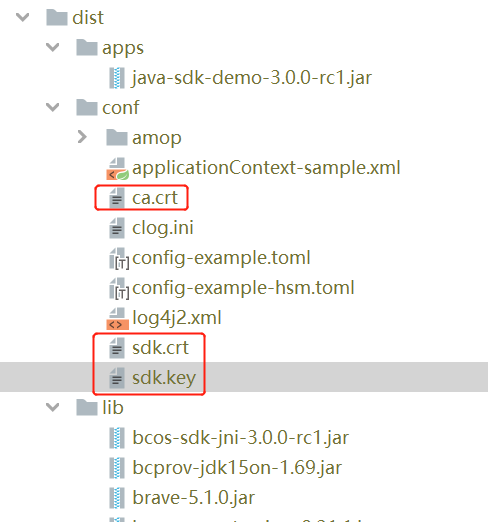 dist
apps
java-sdk-demo-3.0.0-rc1.jar
conf
amop
applicationContext-sample.xml
ca.crt
clog.ini
config-example.toml
config-example-hsm.toml
log4j2.xml
sdk.crt
sdk.key
lib
bcos-sdk-jni-3.0.0-rc1.jar
bcprov-jdk15on-1.69.jar
brave-5.1.0.jar